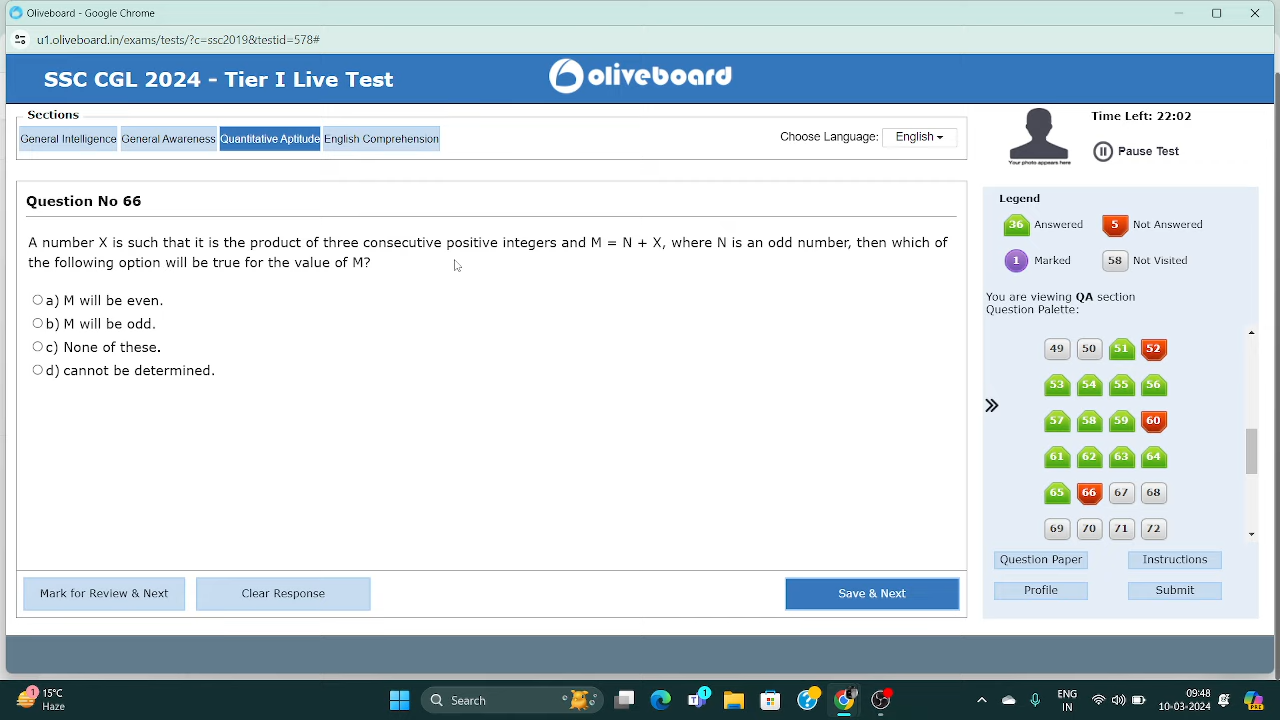 Oliveboard - Google Chrome
u1.oliveboard.in/exams/tests/?c=ssc2019&testid=578#
SSC CGL 2024 - Tier I Live Test
oliveboard
Sections
General Intelligence
General Awareness
Quantitative Aptitude
English Comprehension
Choose Language:
English
Your photo appears here
Time Left: 22:02
Pause Test
Question No 66
A number X is such that it is the product of three consecutive positive integers and M = N + X, where N is an odd number, then which of
the following option will be true for the value of M?
a) M will be even.
b) M will be odd.
c) None of these.
d) cannot be determined.
Mark for Review & Next
Clear Response
Save & Next
Legend
36 Answered 5 Not Answered
1 Marked 58 Not Visited
You are viewing QA section
Question Palette:
49 50 51 52
53 54 55 56
57 58 59 60
61 62 63 64
65 66 67 68
69 70 71 72
Question Paper Instructions
Profile Submit
15°C
Haze
1
Search
1
ENG
IN
09:48
10-03-2024